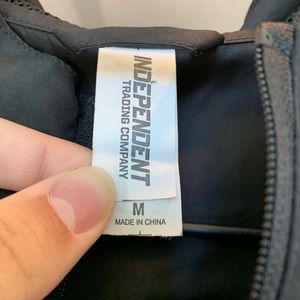 INDEPENDENT
TRADING COMPANY
M
MADE IN CHINA